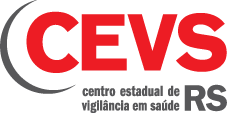 CEVS
centro estadual de
vigilância em saúde RS